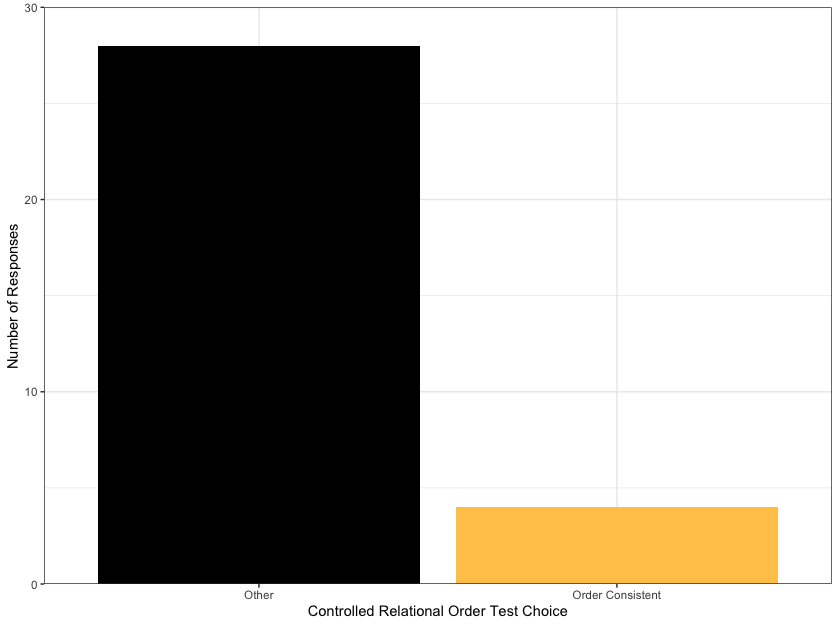 30
20
10
0
Number of Responses
Other
Order Consistent
Controlled Relational Order Test Choice